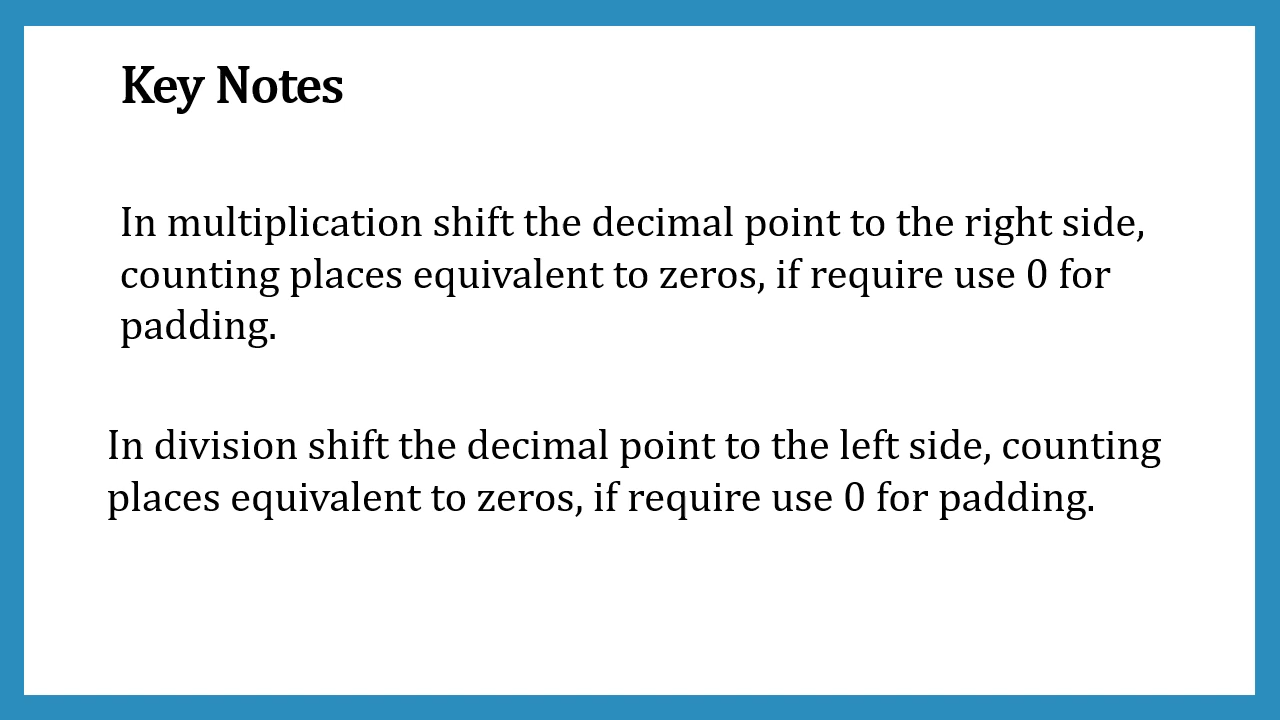 Key Notes
In multiplication shift the decimal point to the right side,
counting places equivalent to zeros, if require use 0 for
padding.
In division shift the decimal point to the left side, counting
places equivalent to zeros, if require use 0 for padding.